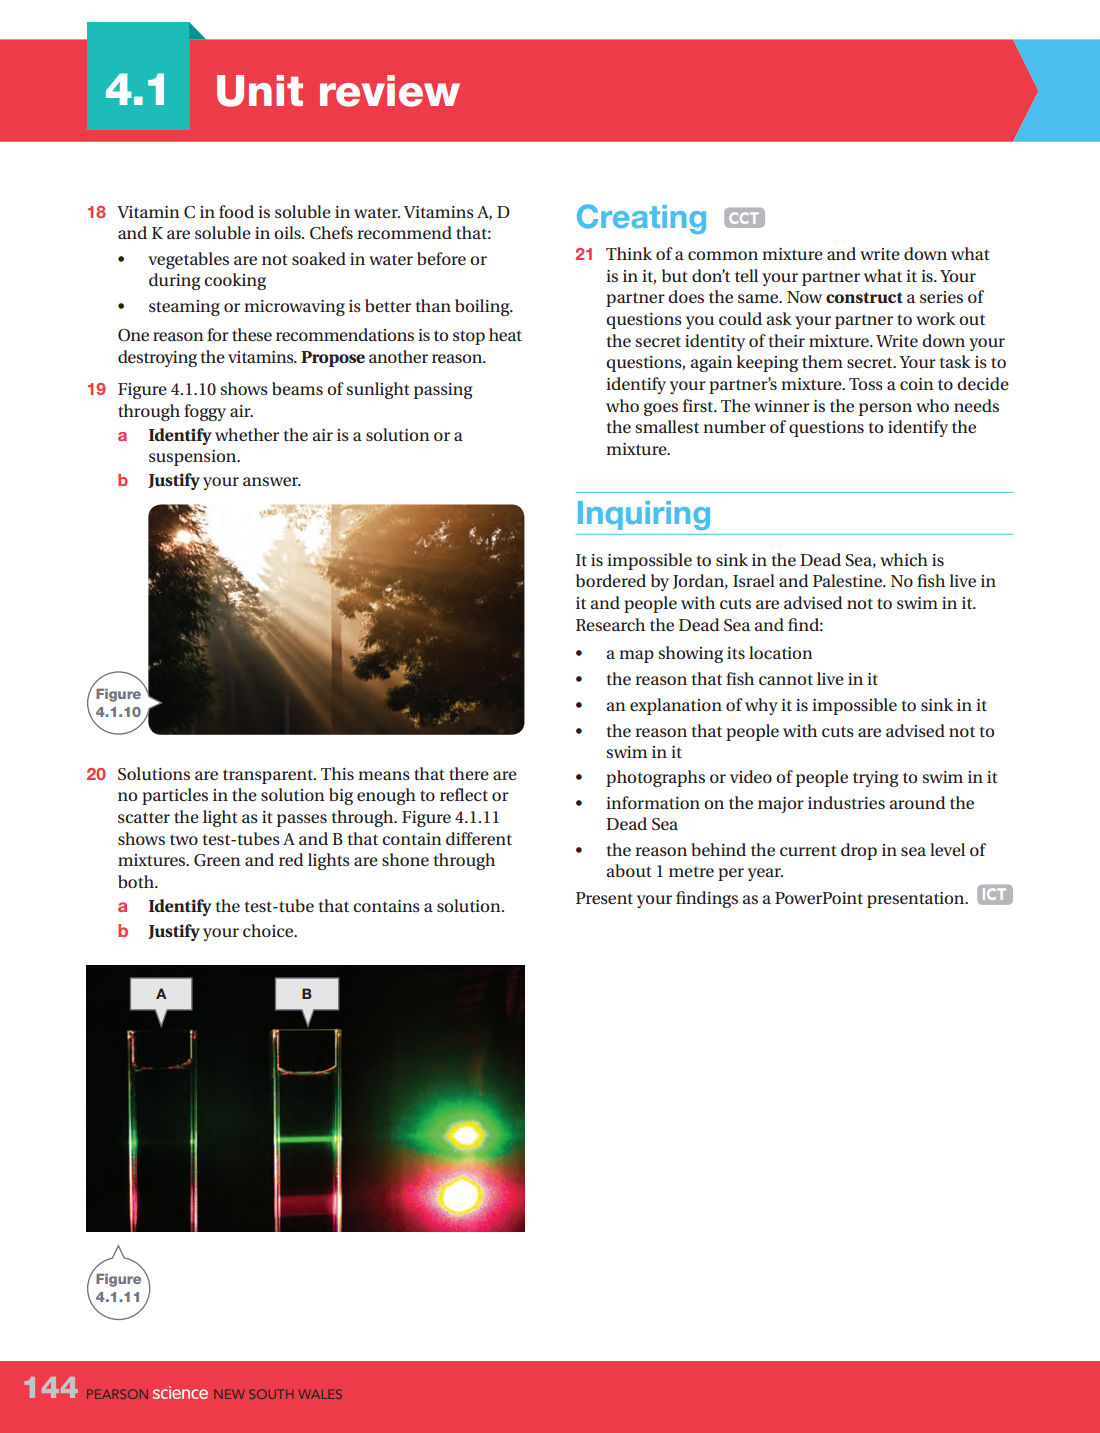 4.1 Unit review
18 Vitamin C in food is soluble in water. Vitamins A, D
and K are soluble in oils. Chefs recommend that:
• vegetables are not soaked in water before or
during cooking
• steaming or microwaving is better than boiling.
One reason for these recommendations is to stop heat
destroying the vitamins. Propose another reason.
19 Figure 4.1.10 shows beams of sunlight passing
through foggy air.
a Identify whether the air is a solution or a
suspension.
b Justify your answer.
Figure
4.1.10
20 Solutions are transparent. This means that there are
no particles in the solution big enough to reflect or
scatter the light as it passes through. Figure 4.1.11
shows two test-tubes A and B that contain different
mixtures. Green and red lights are shone through
both.
a Identify the test-tube that contains a solution.
b Justify your choice.
A B
Figure
4.1.11
Creating CCT
21 Think of a common mixture and write down what
is in it, but don't tell your partner what it is. Your
partner does the same. Now construct a series of
questions you could ask your partner to work out
the secret identity of their mixture. Write down your
questions, again keeping them secret. Your task is to
identify your partner's mixture. Toss a coin to decide
who goes first. The winner is the person who needs
the smallest number of questions to identify the
mixture.
Inquiring
It is impossible to sink in the Dead Sea, which is
bordered by Jordan, Israel and Palestine. No fish live in
it and people with cuts are advised not to swim in it.
Research the Dead Sea and find:
• a map showing its location
• the reason that fish cannot live in it
• an explanation of why it is impossible to sink in it
• the reason that people with cuts are advised not to
swim in it
• photographs or video of people trying to swim in it
• information on the major industries around the
Dead Sea
• the reason behind the current drop in sea level of
about 1 metre per year.
Present your findings as a PowerPoint presentation. ICT
144 PEARSON science NEW SOUTH WALES